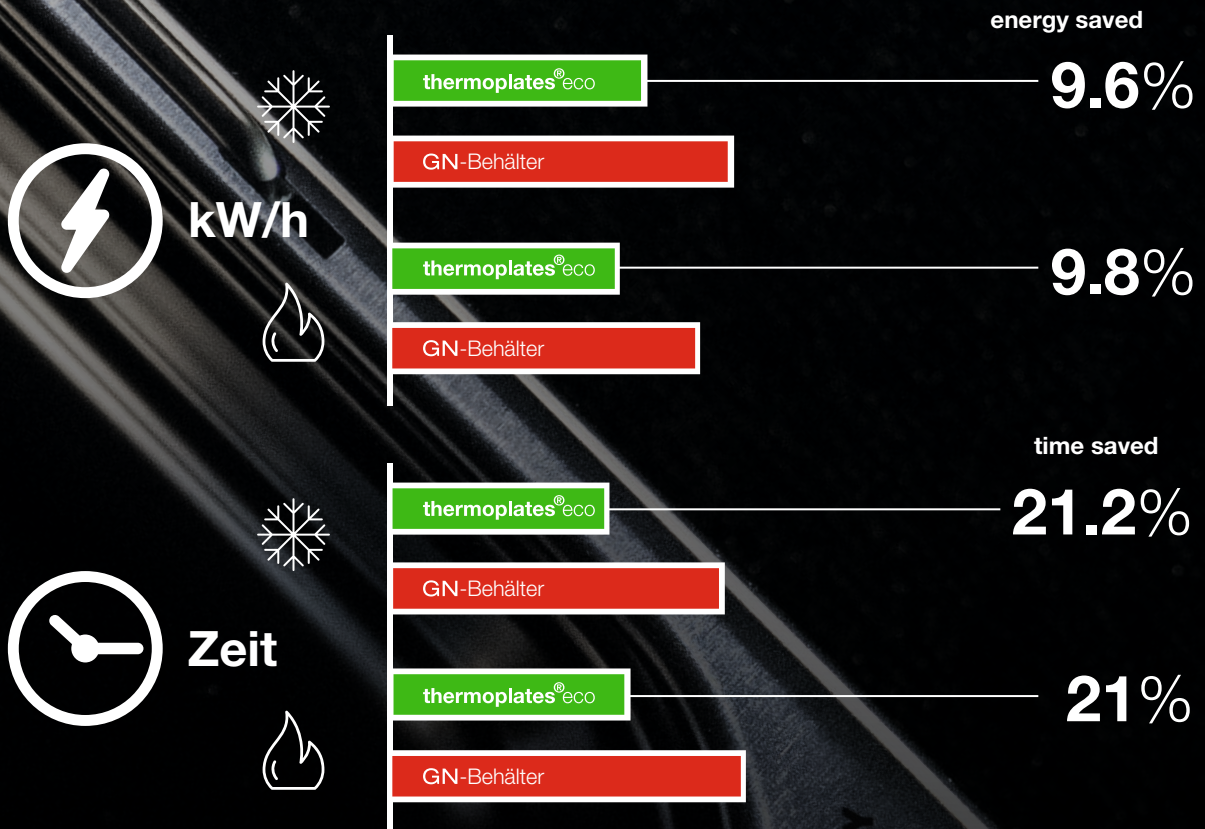 energy saved
thermoplates®eco
9.6%
GN-Behälter
kW/h
thermoplates®eco
9.8%
GN-Behälter
time saved
thermoplates®eco
21.2%
GN-Behälter
Zeit
thermoplates®eco
21%
GN-Behälter